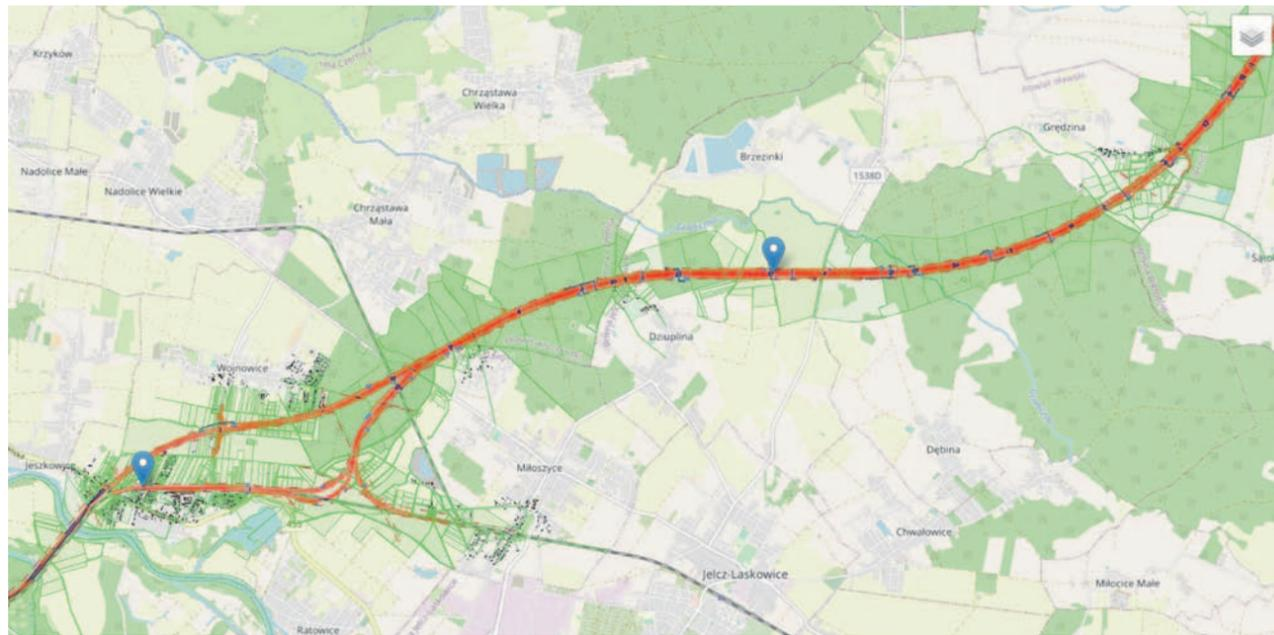 Krzyków
Chrząstawa
Wielka
Grędzina
Nadolice Małe
Nadolice Wielkie
Brzezinki
1538D
Chrząstawa
Mała
Dziuplina
Wojnowice
Jeszkowice
Miłoszyce
Dębina
Chwałowice
Jelcz-Laskowice
Miłocice Małe
Ratowice